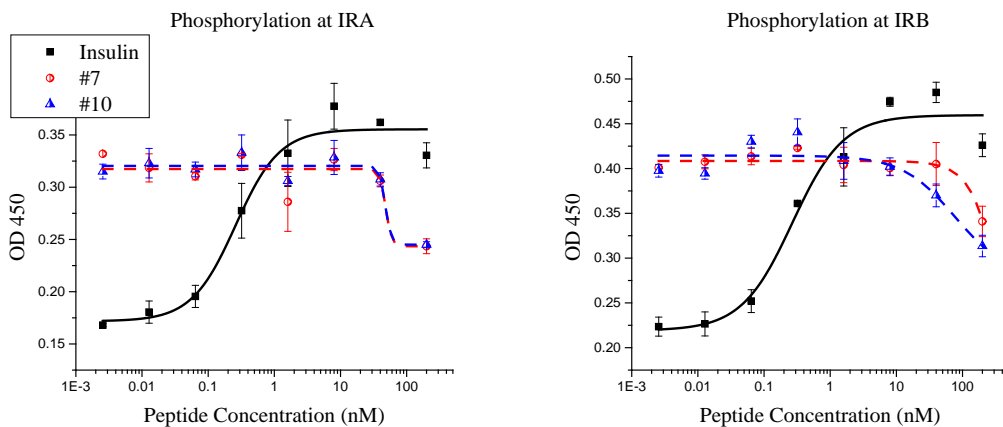 Phosphorylation at IRA
Insulin
#7
#10
0.35
0.30
0.25
0.20
0.15
OD 450
1E-3 0.01 0.1 1 10 100
Peptide Concentration (nM)
Phosphorylation at IRB
0.50
0.45
0.40
0.35
0.30
0.25
0.20
OD 450
1E-3 0.01 0.1 1 10 100
Peptide Concentration (nM)